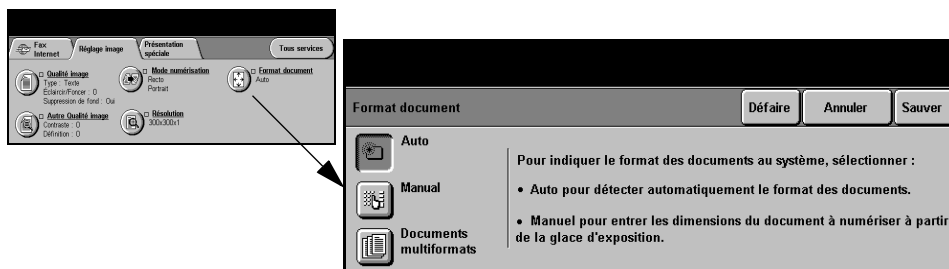 Fax
Internet
Réglage image
Présentation
spéciale
Tous services
Qualité image
Type : Texte
Eclaircir/Foncer : 0
Suppression de fond : Oui
Mode numérisation
Recto
Portrait
Format document
Auto
Autre Qualité image
Contraste : 0
Définition : 0
Résolution
300x300x1
Format document
Défaire
Annuler
Sauver
Auto
Manual
Documents
multiformats
Pour indiquer le format des documents au système, sélectionner :
• Auto pour détecter automatiquement le format des documents.
• Manuel pour entrer les dimensions du document à numériser à partir
de la glace d'exposition.